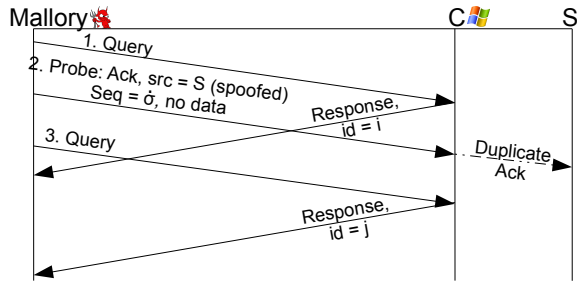 Mallory C S
1. Query
2. Probe: Ack, src = S (spoofed)
Seq = σ̇, no data
Response,
id = i
3. Query
Duplicate
Ack
Response,
id = j